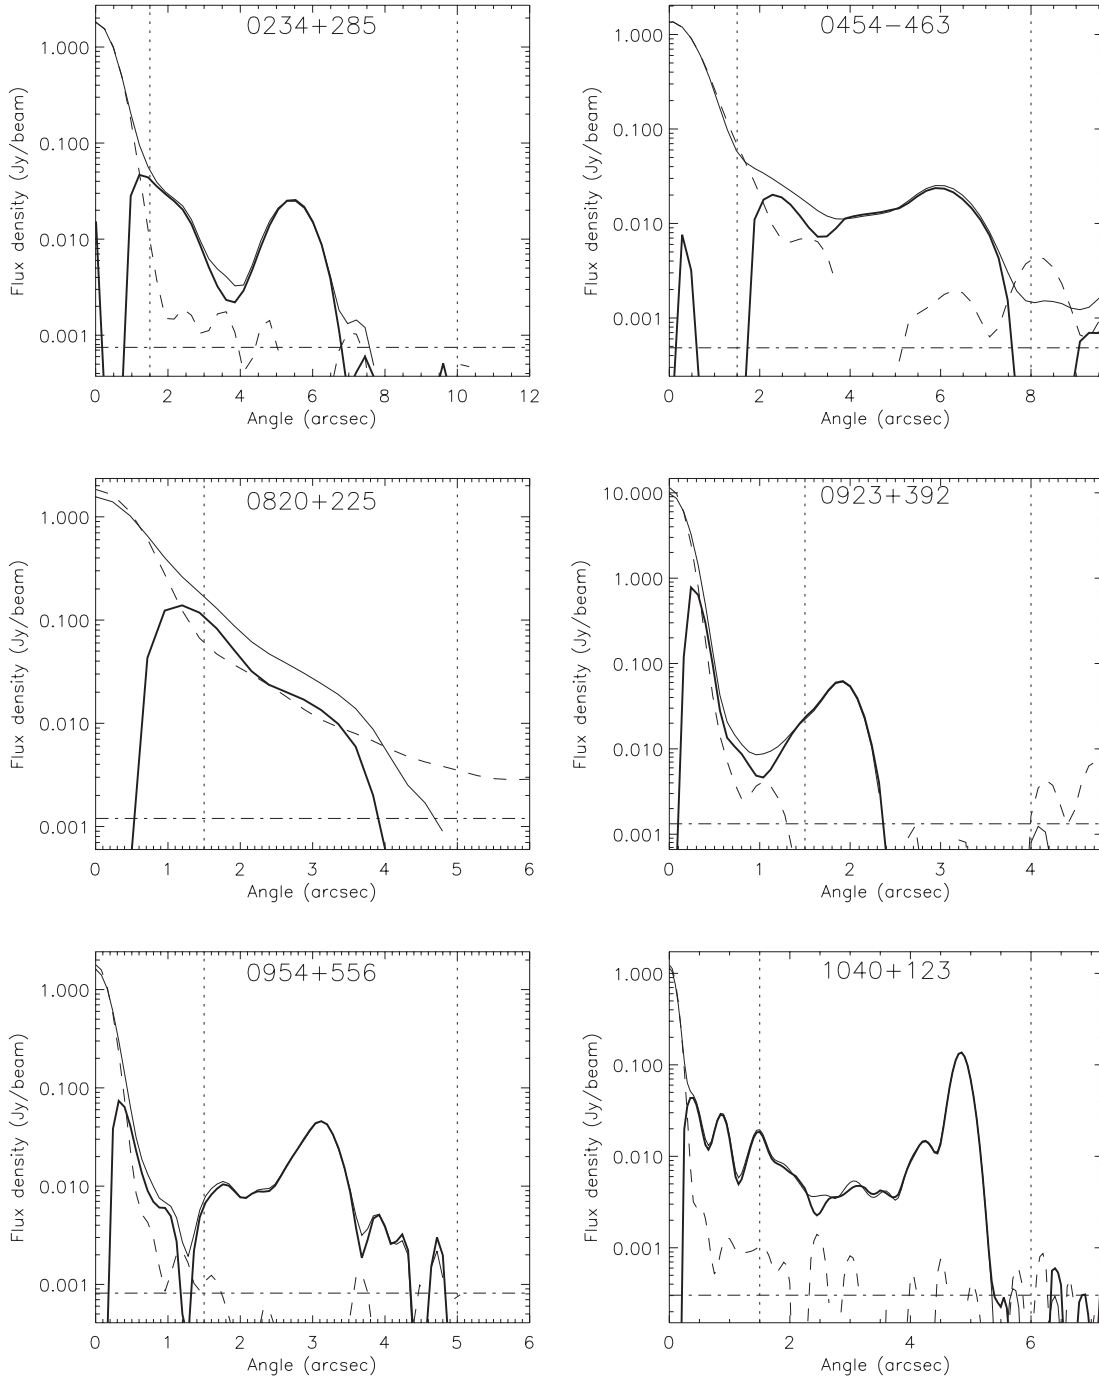 0234+285
Flux density (Jy/beam)
1.000
0.100
0.010
0.001
0 2 4 6 8 10 12
Angle (arcsec)
0454−463
Flux density (Jy/beam)
1.000
0.100
0.010
0.001
0 2 4 6 8
Angle (arcsec)
0820+225
Flux density (Jy/beam)
1.000
0.100
0.010
0.001
0 1 2 3 4 5 6
Angle (arcsec)
0923+392
Flux density (Jy/beam)
10.000
1.000
0.100
0.010
0.001
0 1 2 3 4
Angle (arcsec)
0954+556
Flux density (Jy/beam)
1.000
0.100
0.010
0.001
0 1 2 3 4 5 6
Angle (arcsec)
1040+123
Flux density (Jy/beam)
1.000
0.100
0.010
0.001
0 2 4 6
Angle (arcsec)